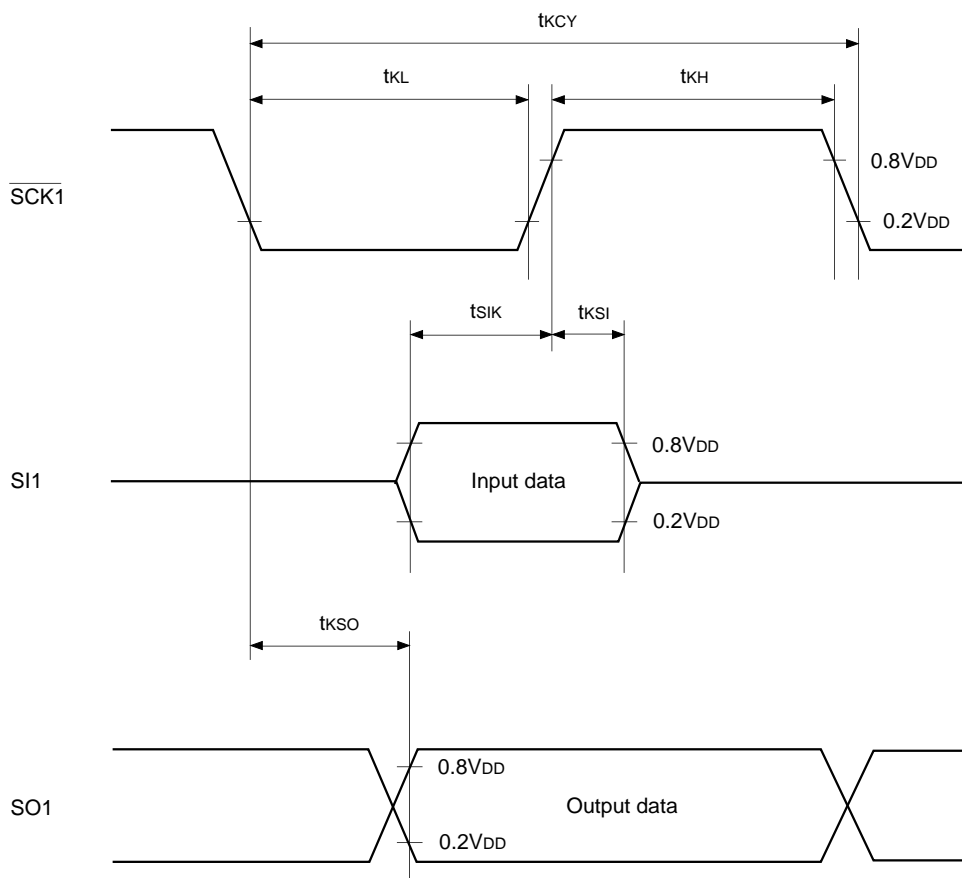 tKCY
tKL
tKH
SCK1
0.8VDD
0.2VDD
tSIK
tKSI
SI1
Input data
0.8VDD
0.2VDD
tKSO
SO1
0.8VDD
Output data
0.2VDD